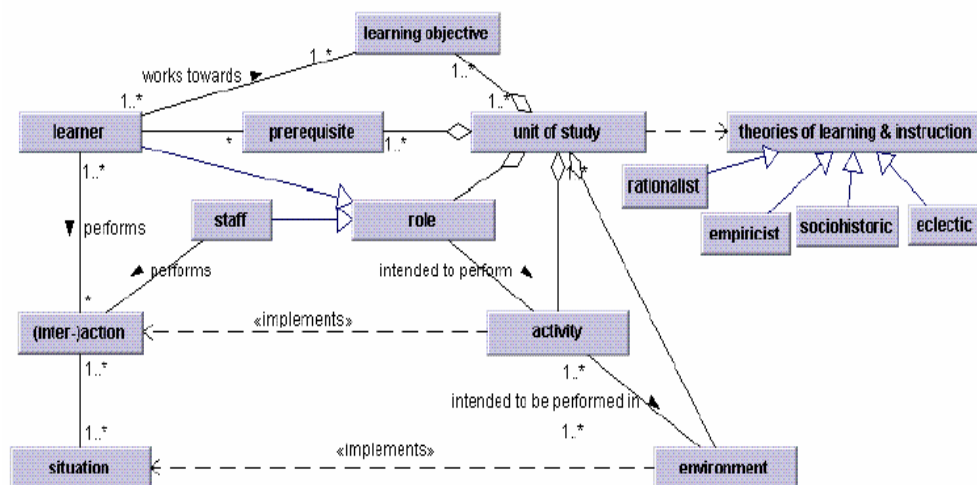 learning objective
1..*
1..*
works towards
1..*
1..*
learner
prerequisite
unit of study
theories of learning & instruction
*
1..*
1..*
rationalist
staff
role
empiricist
sociohistoric
eclectic
performs
performs
intended to perform
*
(inter-)action
«implements»
activity
1..*
1..*
intended to be performed in
1..*
1..*
situation
«implements»
environment